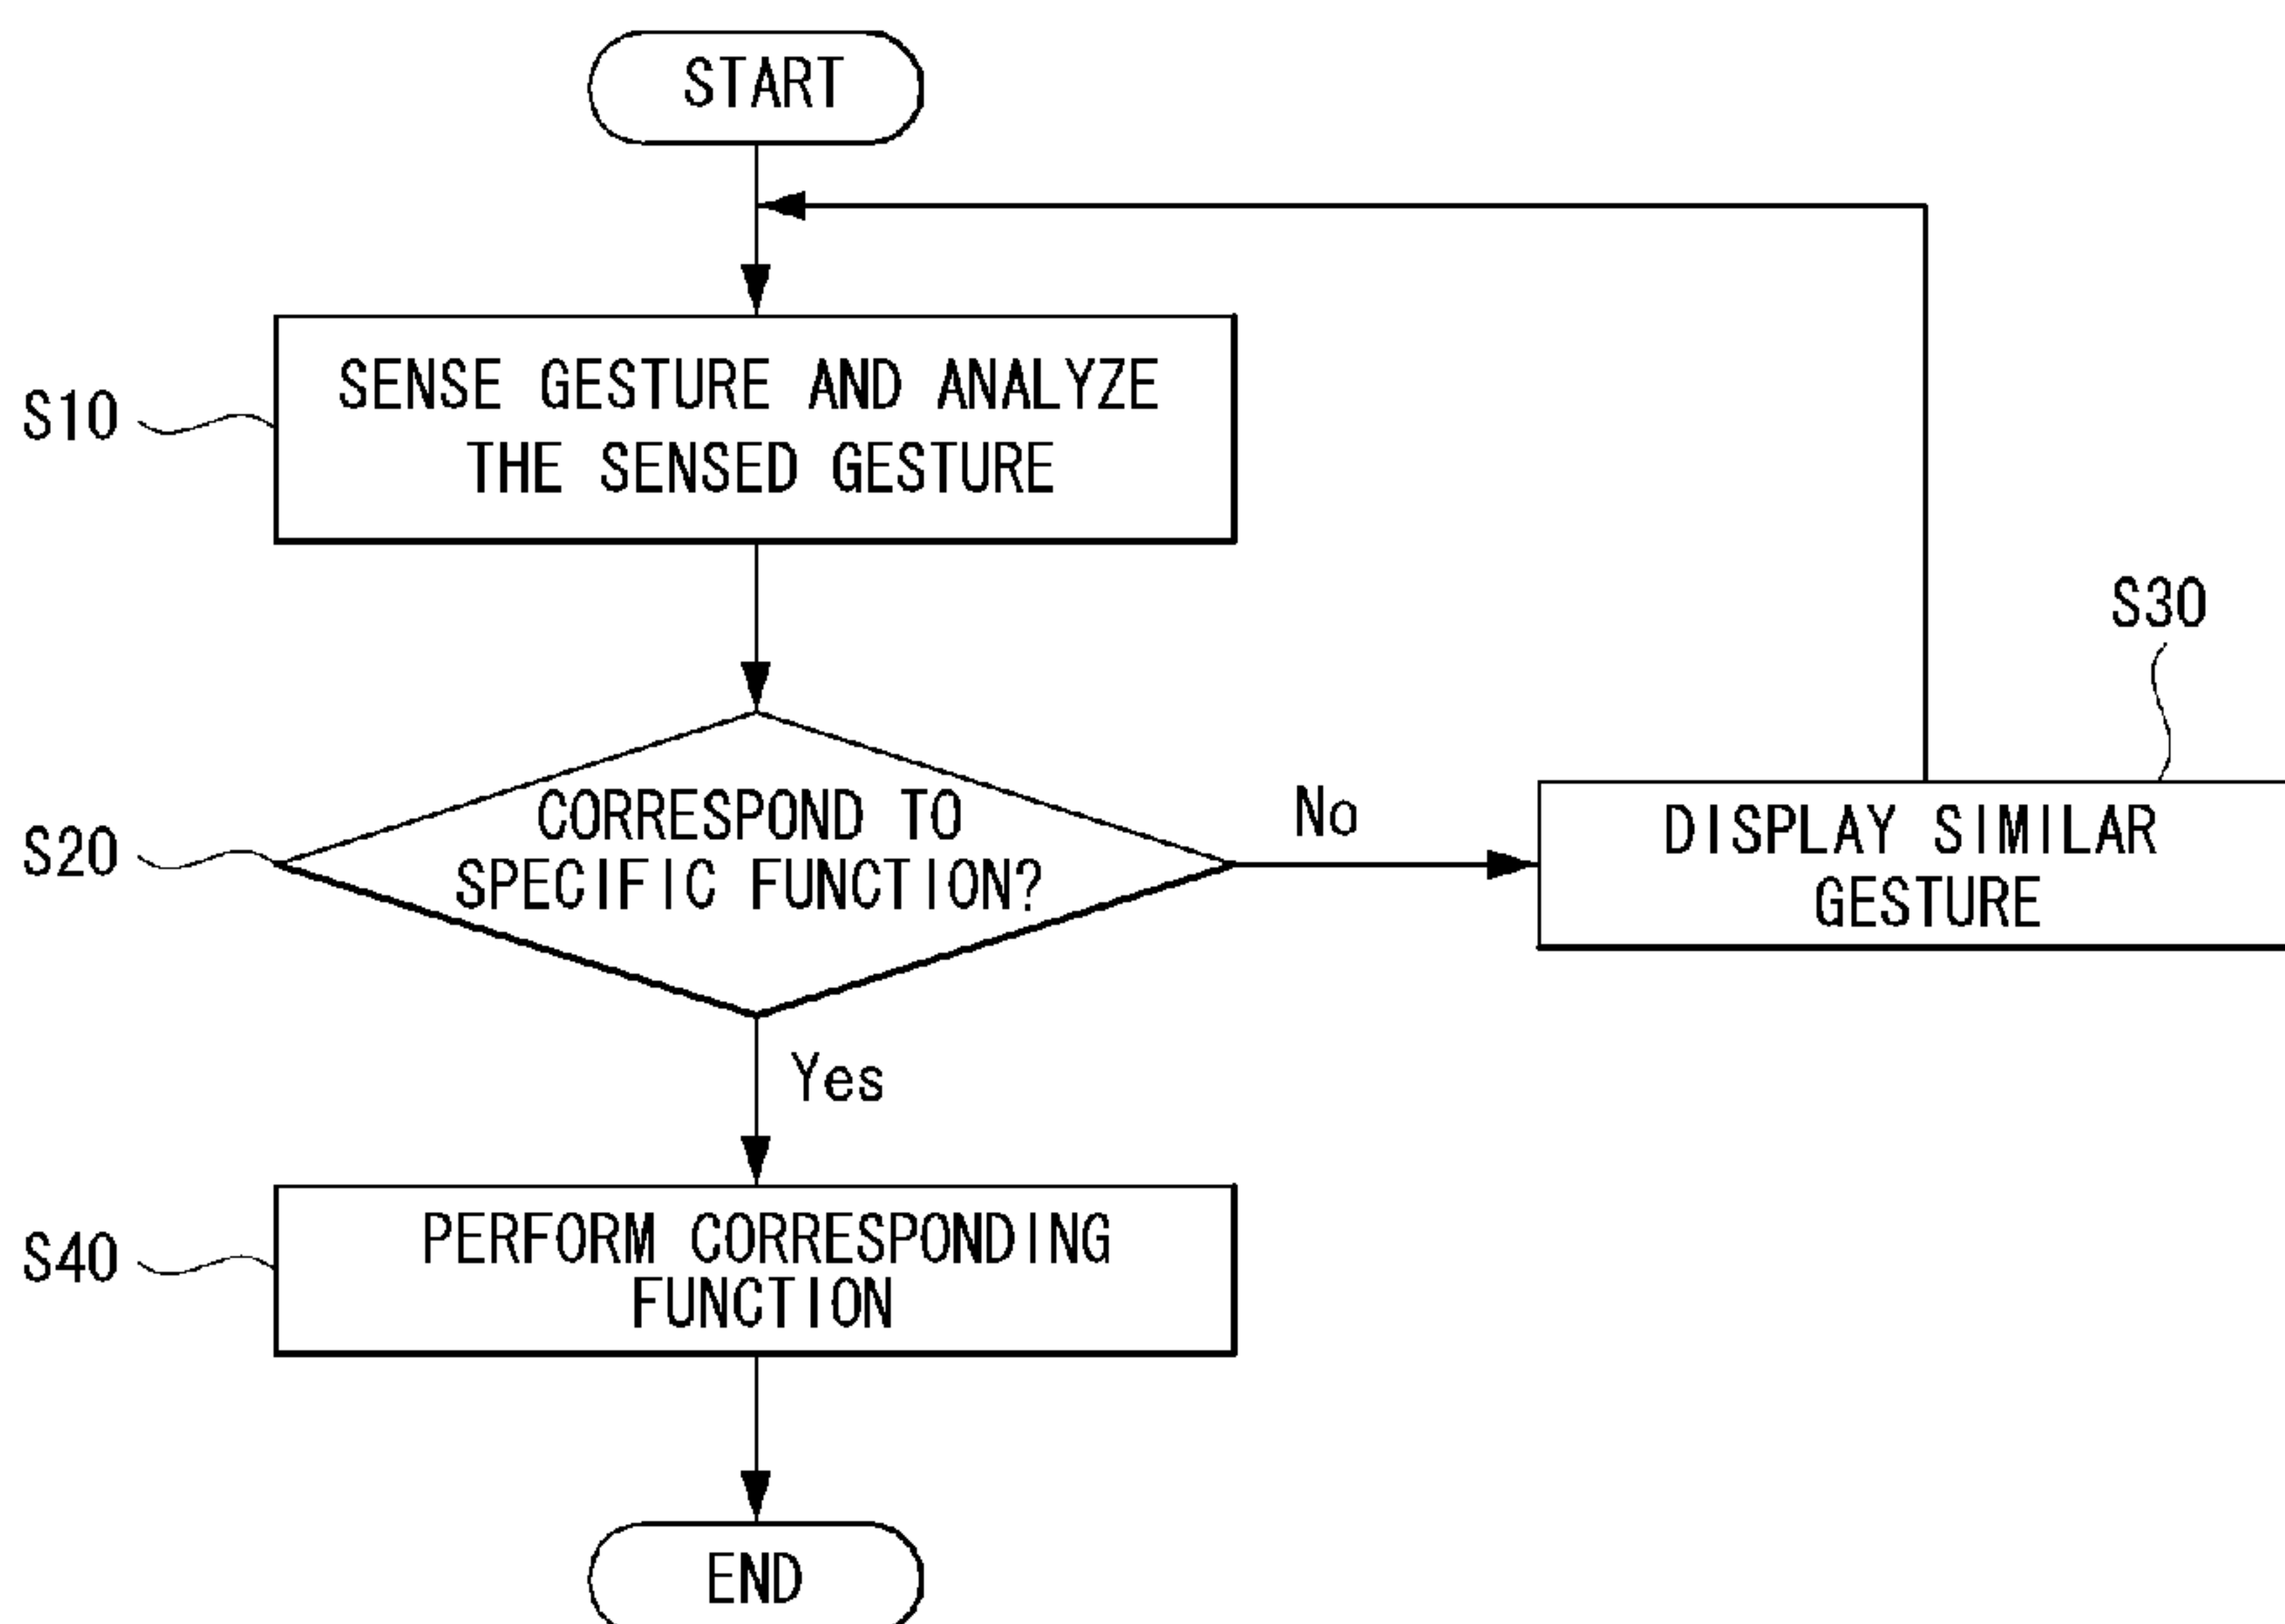 START
S10
SENSE GESTURE AND ANALYZE
THE SENSED GESTURE
S30
S20
CORRESPOND TO
SPECIFIC FUNCTION?
No
DISPLAY SIMILAR
GESTURE
Yes
S40
PERFORM CORRESPONDING
FUNCTION
END